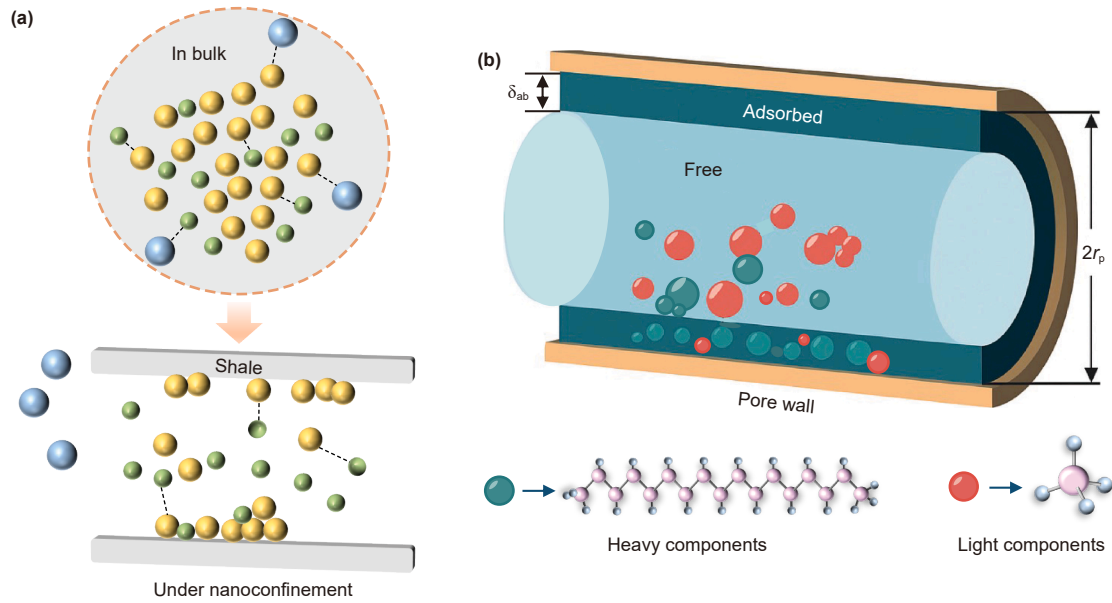 (a)
In bulk
Shale
Under nanoconfinement
(b)
δab
Adsorbed
Free
2rp
Pore wall
Heavy components
Light components